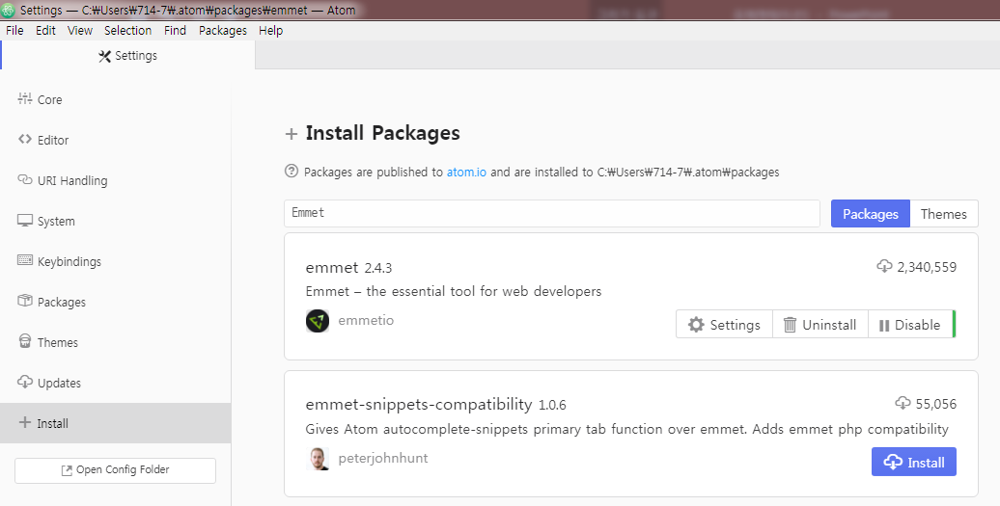 Settings — C:₩Users₩714-7₩.atom₩packages₩emmet — Atom
File Edit View Selection Find Packages Help
Settings
Core
Editor
URI Handling
System
Keybindings
Packages
Themes
Updates
Install
Open Config Folder
Install Packages
Packages are published to atom.io and are installed to C:₩Users₩714-7₩.atom₩packages
Emmet
Packages Themes
emmet 2.4.3 2,340,559
Emmet – the essential tool for web developers
emmetio
Settings Uninstall Disable
emmet-snippets-compatibility 1.0.6 55,056
Gives Atom autocomplete-snippets primary tab function over emmet. Adds emmet php compatibility
peterjohnhunt
Install